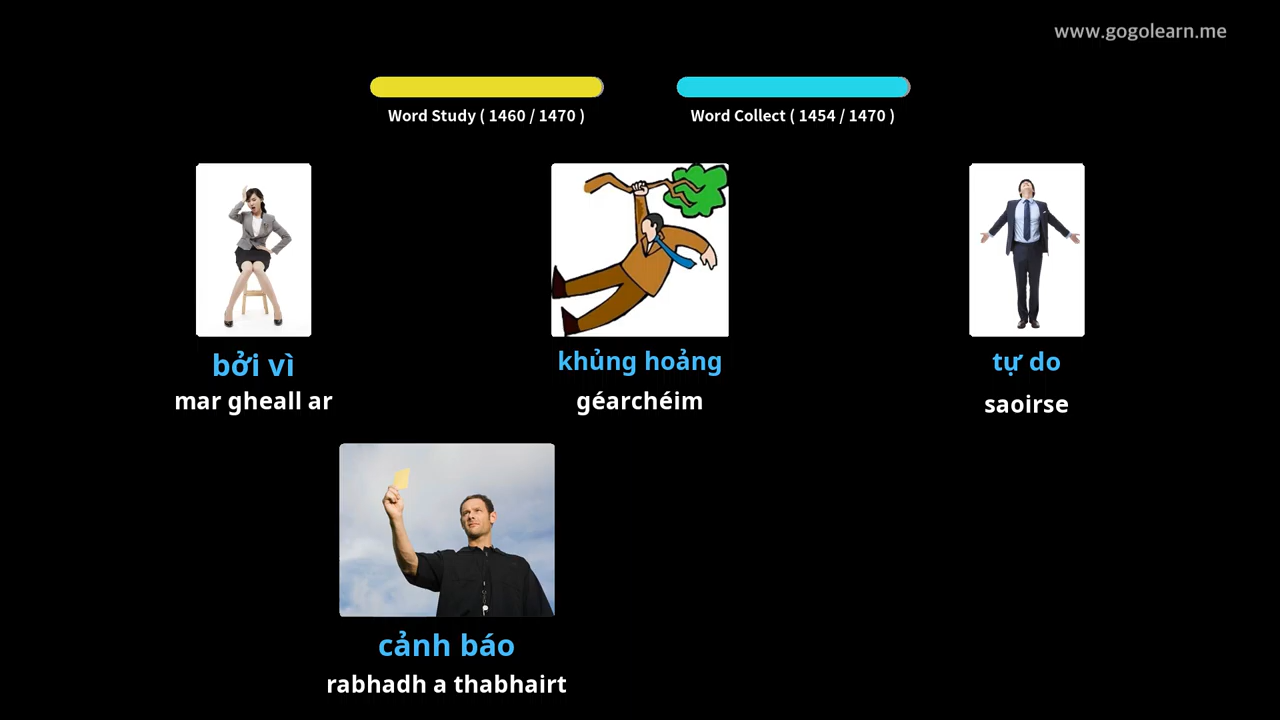 www.gogolearn.me
Word Study ( 1460 / 1470 )
Word Collect ( 1454 / 1470 )
bởi vì
mar gheall ar
khủng hoảng
géarchéim
tự do
saoirse
cảnh báo
rabhadh a thabhairt